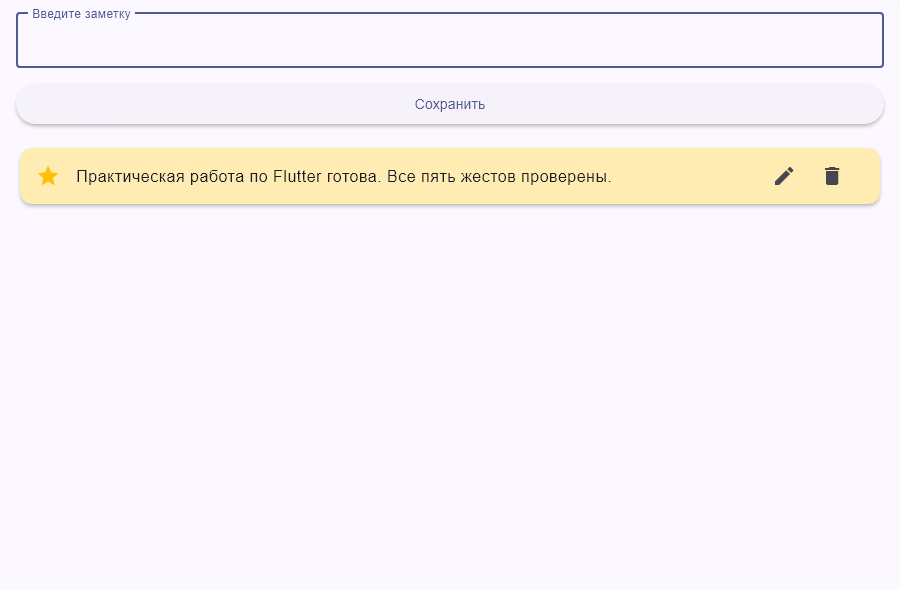 Введите заметку
Сохранить
Практическая работа по Flutter готова. Все пять жестов проверены.